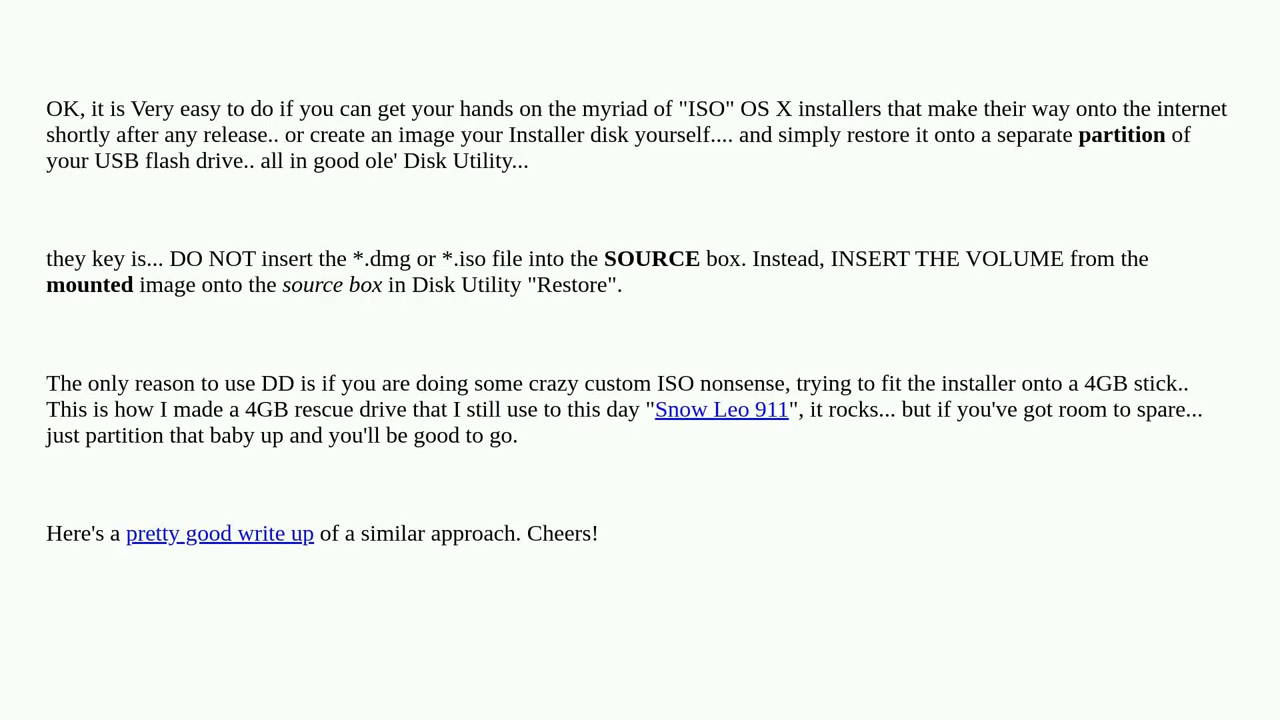 OK, it is Very easy to do if you can get your hands on the myriad of "ISO" OS X installers that make their way onto the internet
shortly after any release.. or create an image your Installer disk yourself.... and simply restore it onto a separate partition of
your USB flash drive.. all in good ole' Disk Utility...
they key is... DO NOT insert the *.dmg or *.iso file into the SOURCE box. Instead, INSERT THE VOLUME from the
mounted image onto the source box in Disk Utility "Restore".
The only reason to use DD is if you are doing some crazy custom ISO nonsense, trying to fit the installer onto a 4GB stick..
This is how I made a 4GB rescue drive that I still use to this day "Snow Leo 911", it rocks... but if you've got room to spare...
just partition that baby up and you'll be good to go.
Here's a pretty good write up of a similar approach. Cheers!